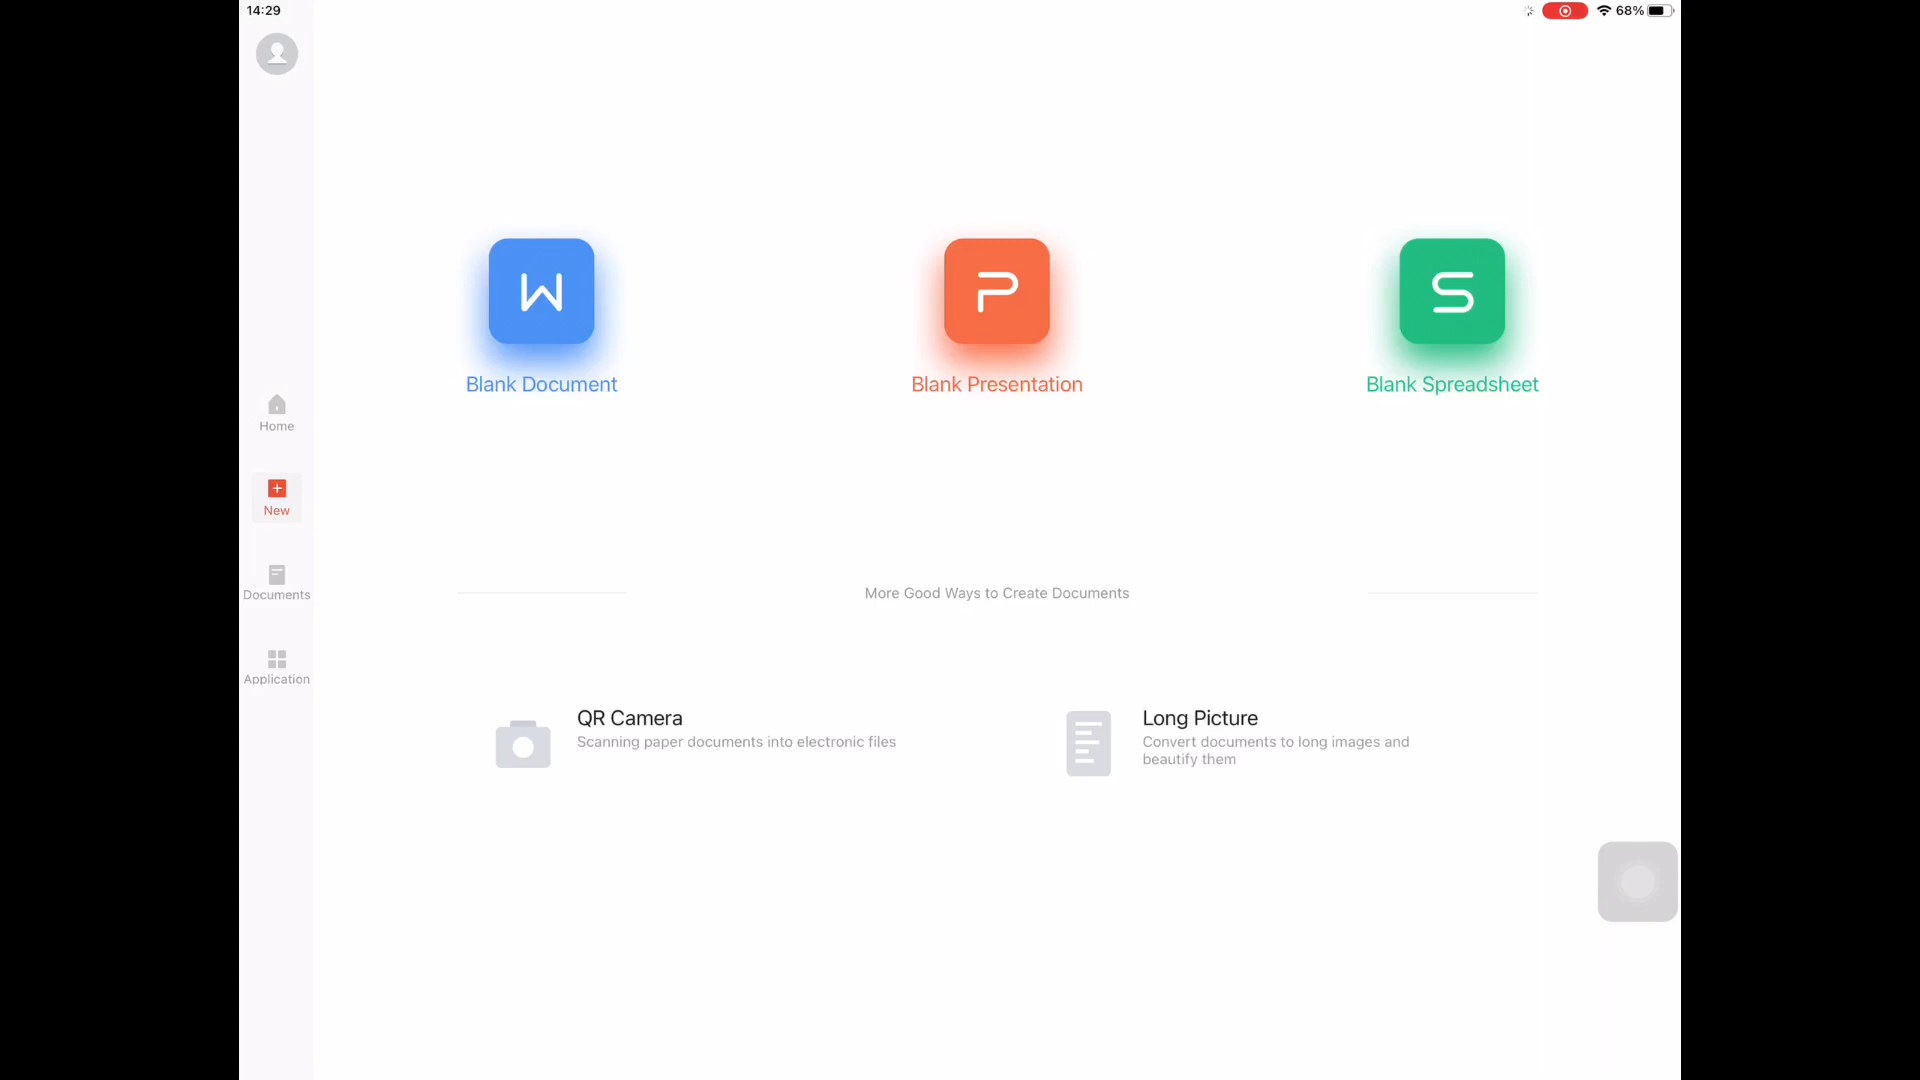 14:29
68%
W
P
S
Blank Document
Blank Presentation
Blank Spreadsheet
Home
New
Documents
Application
More Good Ways to Create Documents
QR Camera
Scanning paper documents into electronic files
Long Picture
Convert documents to long images and
beautify them